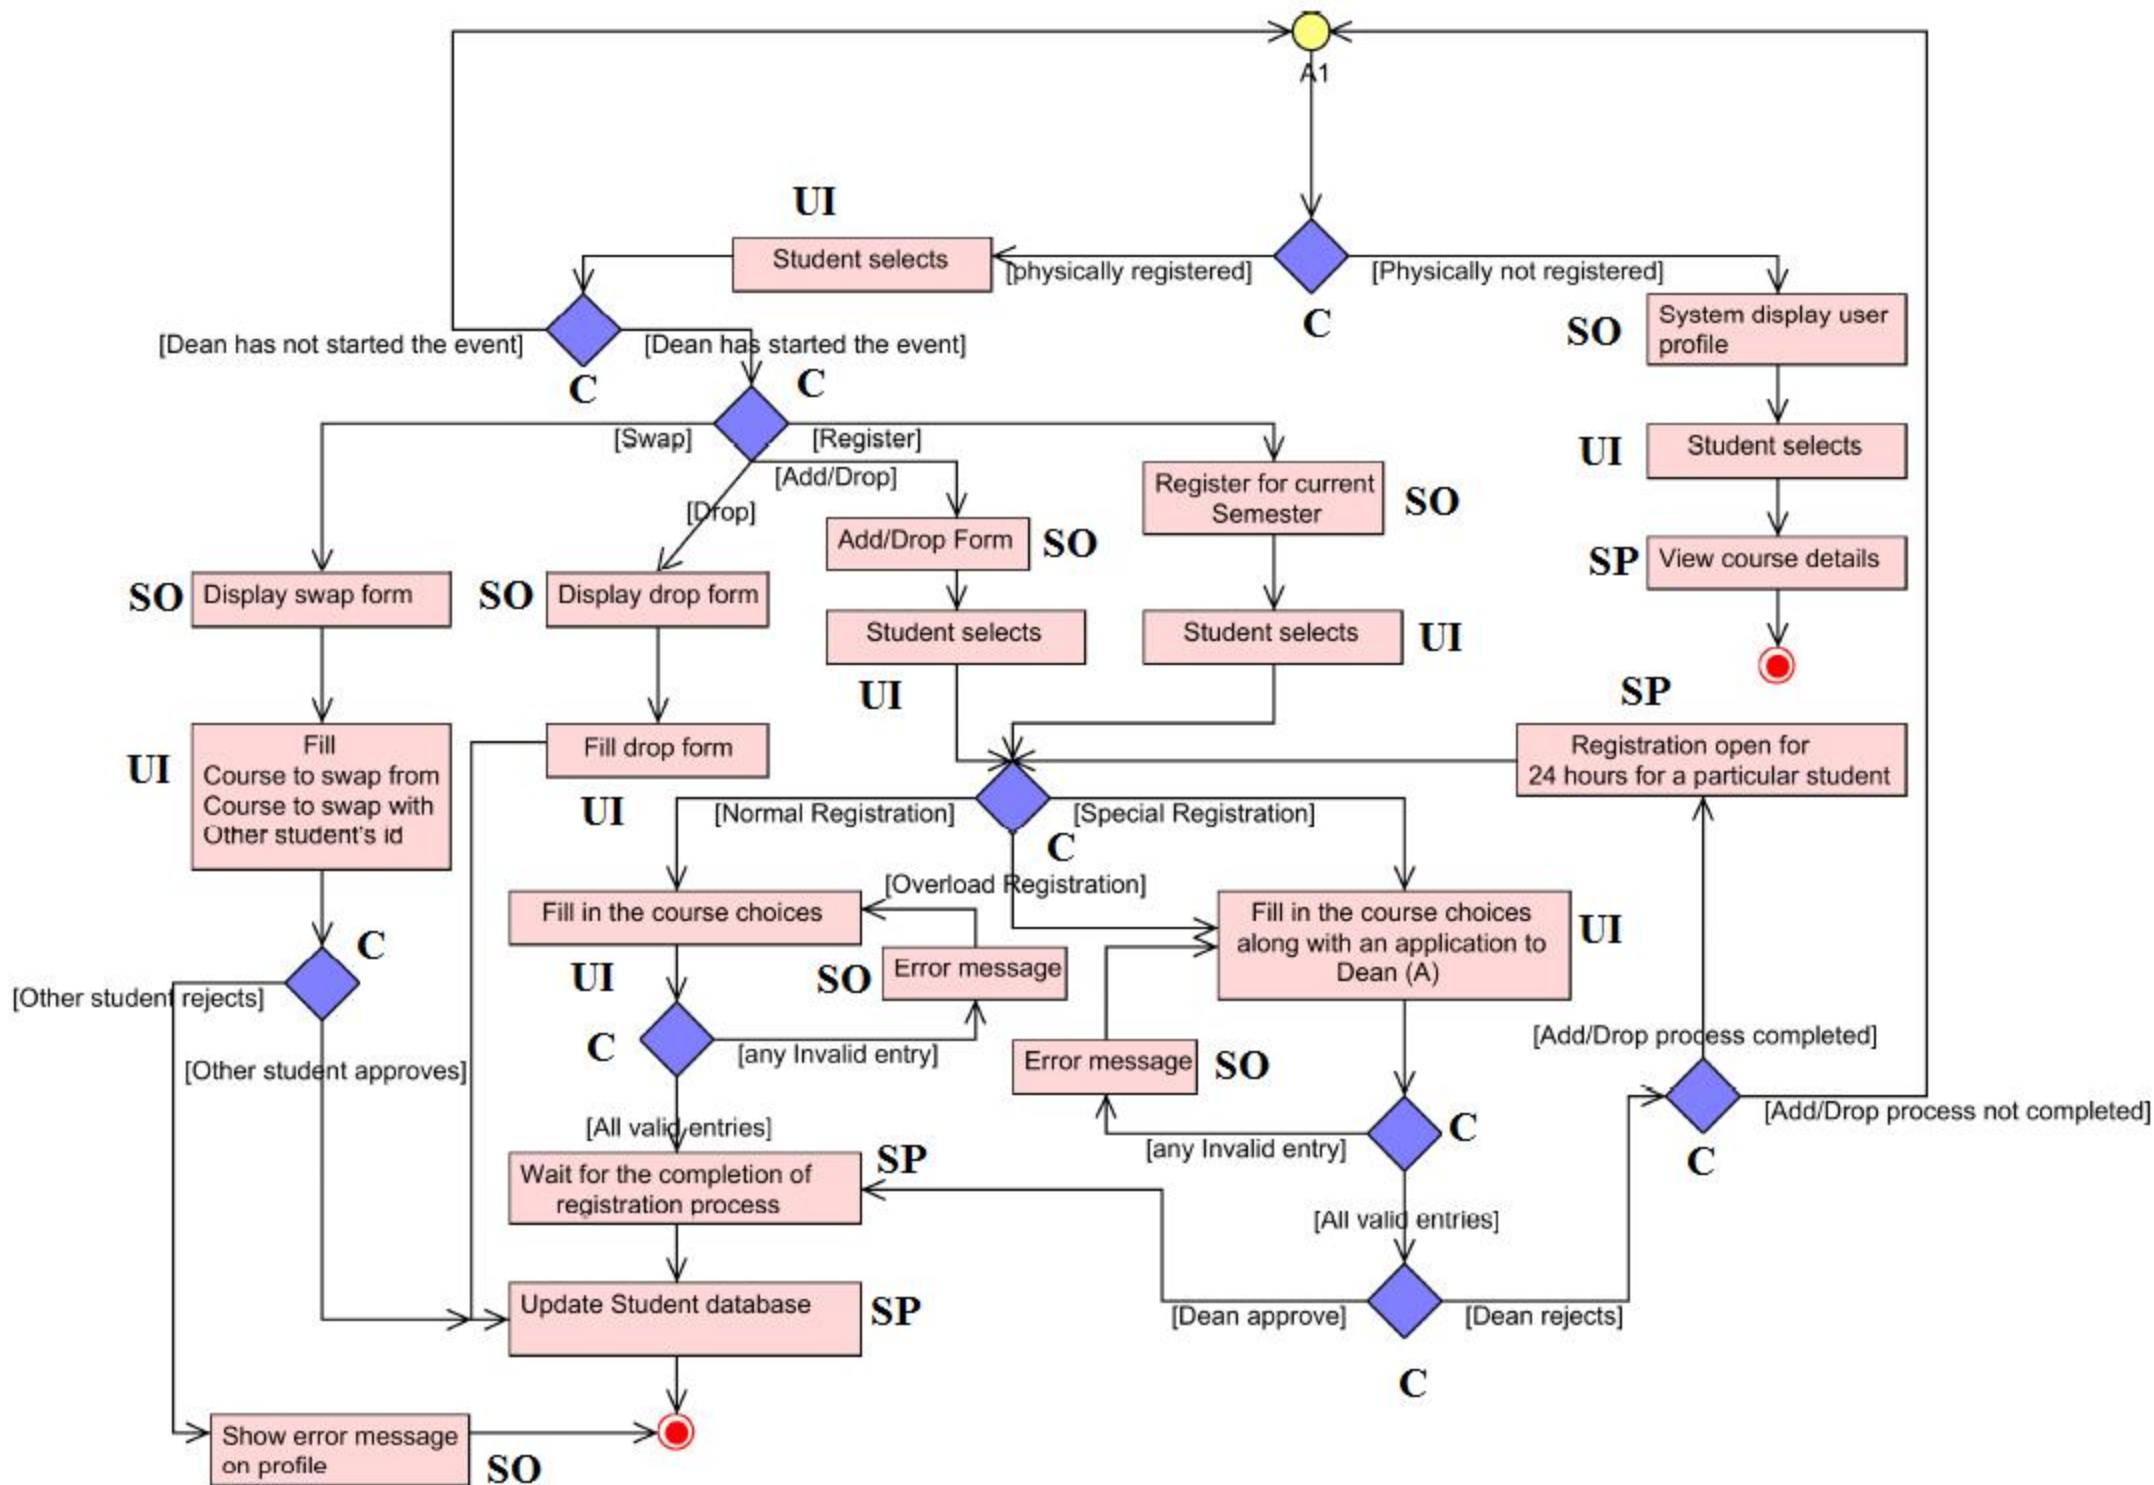 A1
UI
Student selects
[physically registered]
[Physically not registered]
C
SO
System display user
profile
[Dean has not started the event]
[Dean has started the event]
C
C
[Swap]
[Register]
[Add/Drop]
[Drop]
UI
Student selects
Register for current
Semester
SO
Add/Drop Form
SO
SP
View course details
SO
Display swap form
SO
Display drop form
Student selects
UI
Student selects
UI
SP
UI
Fill
Course to swap from
Course to swap with
Other student's id
Fill drop form
UI
Registration open for
24 hours for a particular student
[Normal Registration]
[Special Registration]
C
[Overload Registration]
Fill in the course choices
UI
Fill in the course choices
along with an application to
Dean (A)
UI
C
SO
Error message
[Other student rejects]
[Other student approves]
C
[any Invalid entry]
Error message
SO
[Add/Drop process completed]
[Add/Drop process not completed]
C
[All valid entries]
[any Invalid entry]
C
Wait for the completion of
registration process
SP
[All valid entries]
Update Student database
SP
[Dean approve]
[Dean rejects]
C
Show error message
on profile
SO